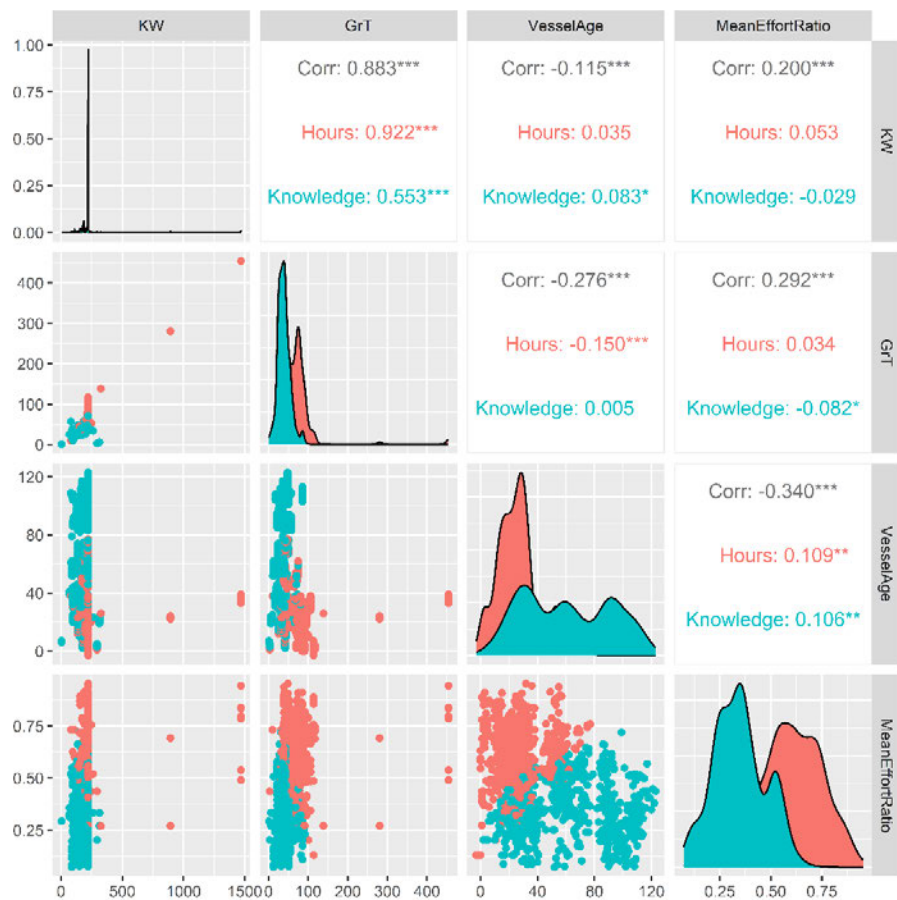 KW GrT VesselAge MeanEffortRatio
1.00
0.75
0.50
0.25
0.00
Corr: 0.883***
Hours: 0.922***
Knowledge: 0.553***
Corr: -0.115***
Hours: 0.035
Knowledge: 0.083*
Corr: 0.200***
Hours: 0.053
Knowledge: -0.029
KW
400
300
200
100
0
Corr: -0.276***
Hours: -0.150***
Knowledge: 0.005
Corr: 0.292***
Hours: 0.034
Knowledge: -0.082*
GrT
120
80
40
0
Corr: -0.340***
Hours: 0.109**
Knowledge: 0.106**
VesselAge
0.75
0.50
0.25
MeanEffortRatio
0 500 1000 1500 0 100 200 300 400 0 40 80 120 0.25 0.50 0.75